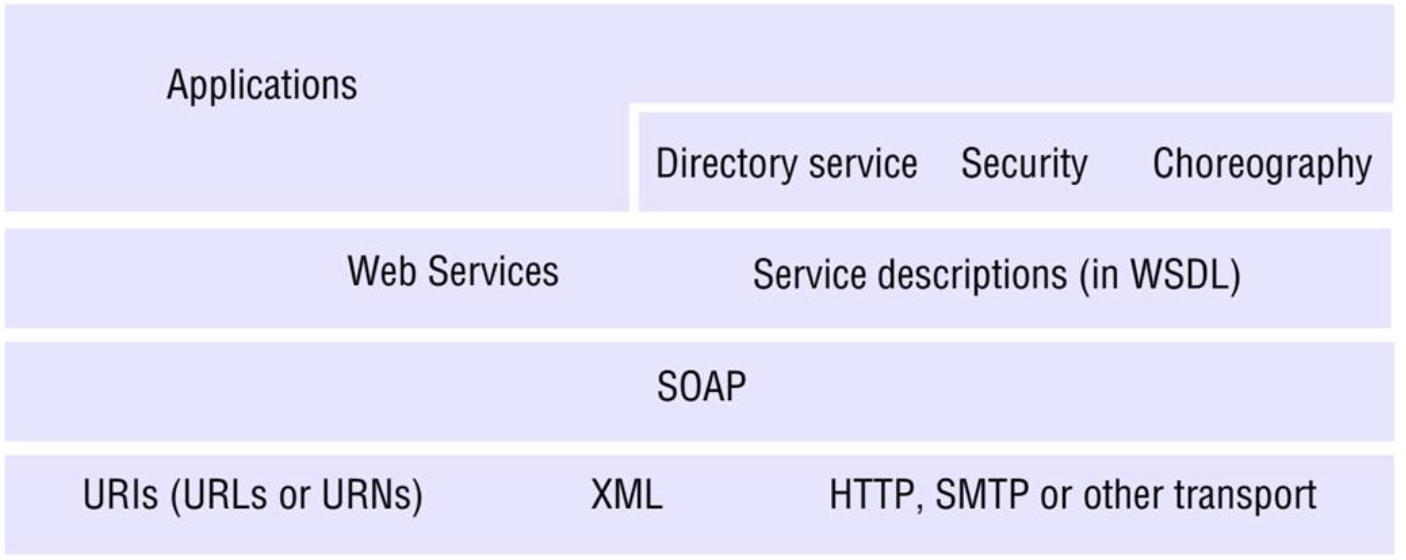 Applications
Directory service Security Choreography
Web Services Service descriptions (in WSDL)
SOAP
URIs (URLs or URNs) XML HTTP, SMTP or other transport